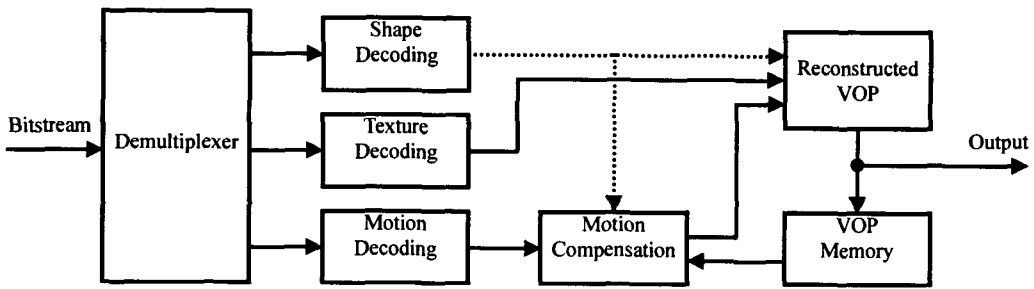 Bitstream
Demultiplexer
Shape
Decoding
Texture
Decoding
Motion
Decoding
Motion
Compensation
Reconstructed
VOP
Output
VOP
Memory